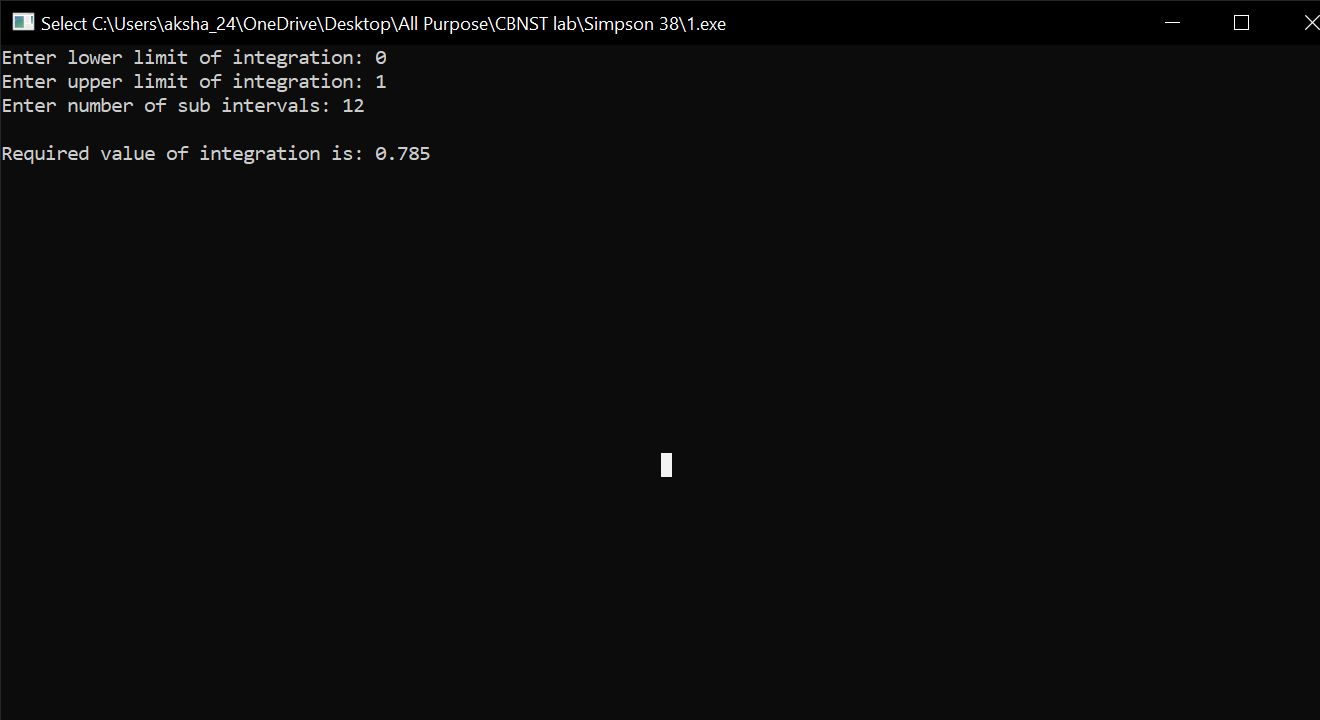 Select C:\Users\aksha_24\OneDrive\Desktop\All Purpose\CBNST lab\Simpson 38\1.exe
Enter lower limit of integration: 0
Enter upper limit of integration: 1
Enter number of sub intervals: 12
Required value of integration is: 0.785